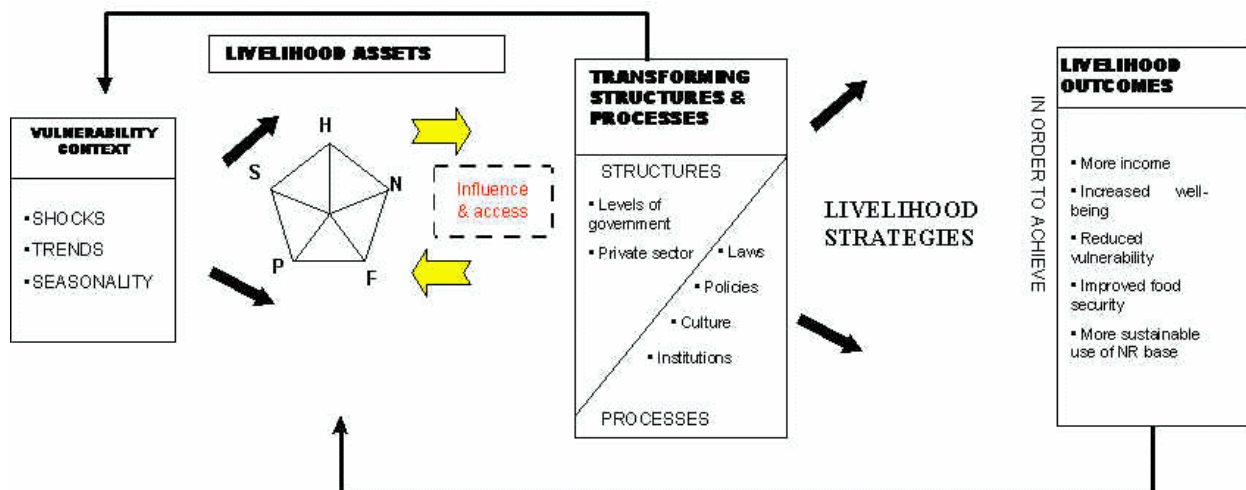 LIVELIHOOD ASSETS
VULNERABILITY
CONTEXT
▪SHOCKS
▪TRENDS
▪SEASONALITY
H
S
N
P
F
Influence
& access
TRANSFORMING
STRUCTURES &
PROCESSES
STRUCTURES
▪ Levels of
government
▪ Private sector
▪ Laws
▪ Policies
▪ Culture
▪ Institutions
PROCESSES
LIVELIHOOD
STRATEGIES
IN ORDER TO ACHIEVE
LIVELIHOOD
OUTCOMES
▪ More income
▪ Increased well-
being
▪ Reduced
vulnerability
▪ Improved food
security
▪ More sustainable
use of NR base